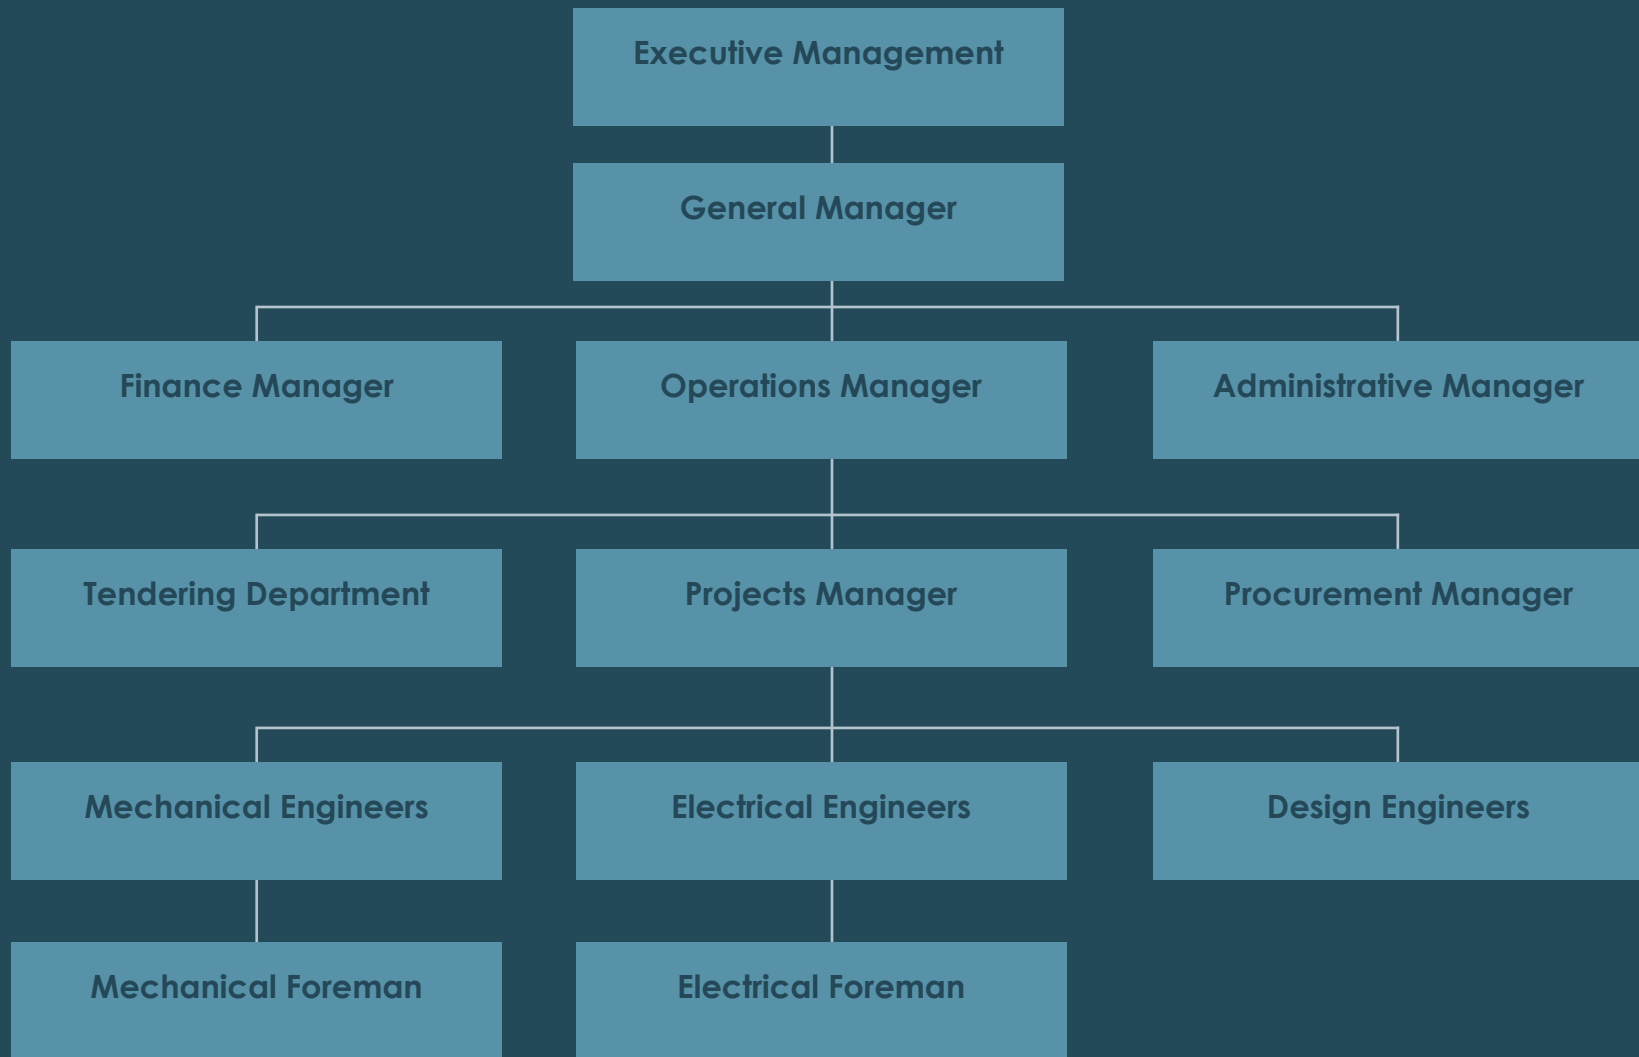 Executive Management
General Manager
Finance Manager
Operations Manager
Administrative Manager
Tendering Department
Projects Manager
Procurement Manager
Mechanical Engineers
Electrical Engineers
Design Engineers
Mechanical Foreman
Electrical Foreman